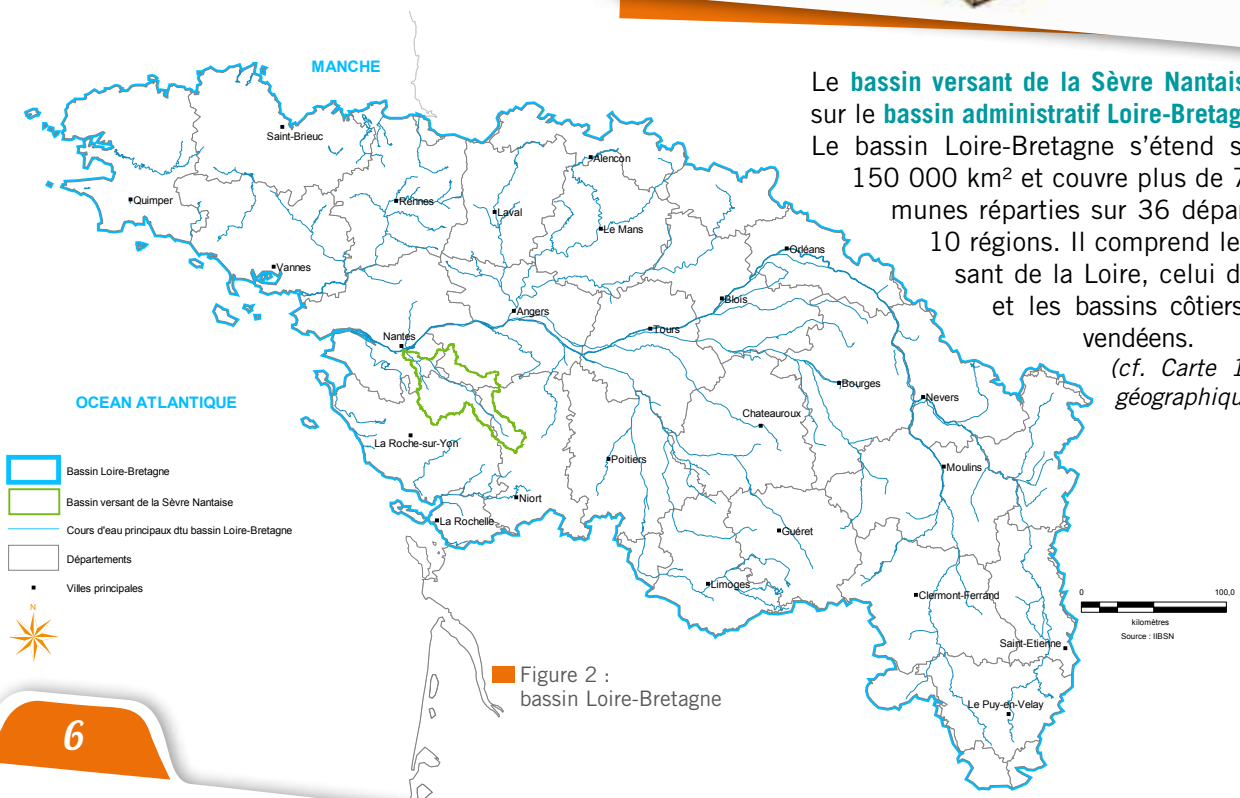 MANCHE
Saint-Brieuc
Alencon
Quimper
Rennes
Laval
Le Mans
Orléans
Vannes
Angers
Blois
Tours
Nantes
OCEAN ATLANTIQUE
Bourges
Nevers
Chateauroux
La Roche-sur-Yon
Poitiers
Moulins
Niort
La Rochelle
Guéret
Limoges
Clermont-Ferrand
Saint-Etienne
Le Puy-en-Velay
Bassin Loire-Bretagne
Bassin versant de la Sèvre Nantaise
Cours d'eau principaux dtu bassin Loire-Bretagne
Départements
Villes principales
N
0 100,0
kilomètres
Source : IIBSN
Le bassin versant de la Sèvre Nantais
sur le bassin administratif Loire-Bretag
Le bassin Loire-Bretagne s'étend s
150 000 km² et couvre plus de 7
munes réparties sur 36 dépar
10 régions. Il comprend le
sant de la Loire, celui d
et les bassins côtiers
vendéens.
(cf. Carte 1
géographiqu
Figure 2 :
bassin Loire-Bretagne
6